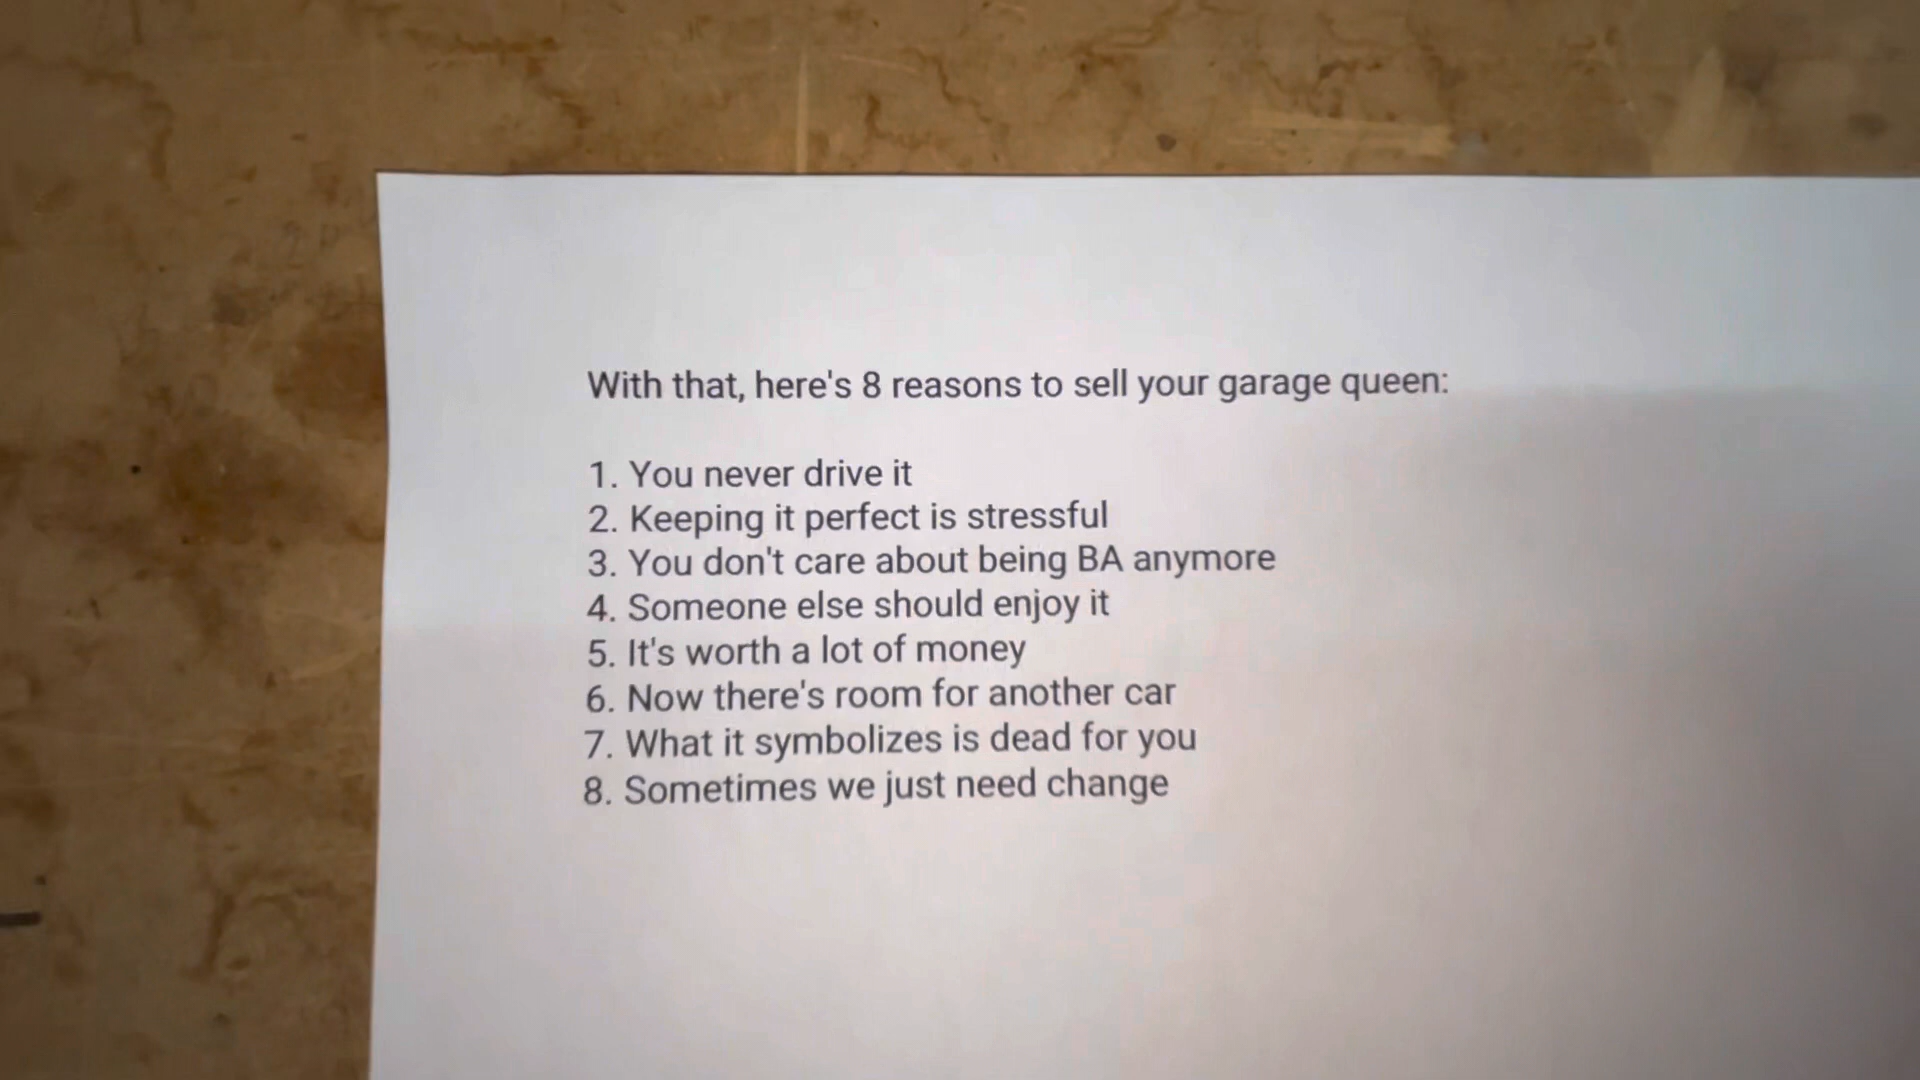 With that, here's 8 reasons to sell your garage queen:
1. You never drive it
2. Keeping it perfect is stressful
3. You don't care about being BA anymore
4. Someone else should enjoy it
5. It's worth a lot of money
6. Now there's room for another car
7. What it symbolizes is dead for you
8. Sometimes we just need change